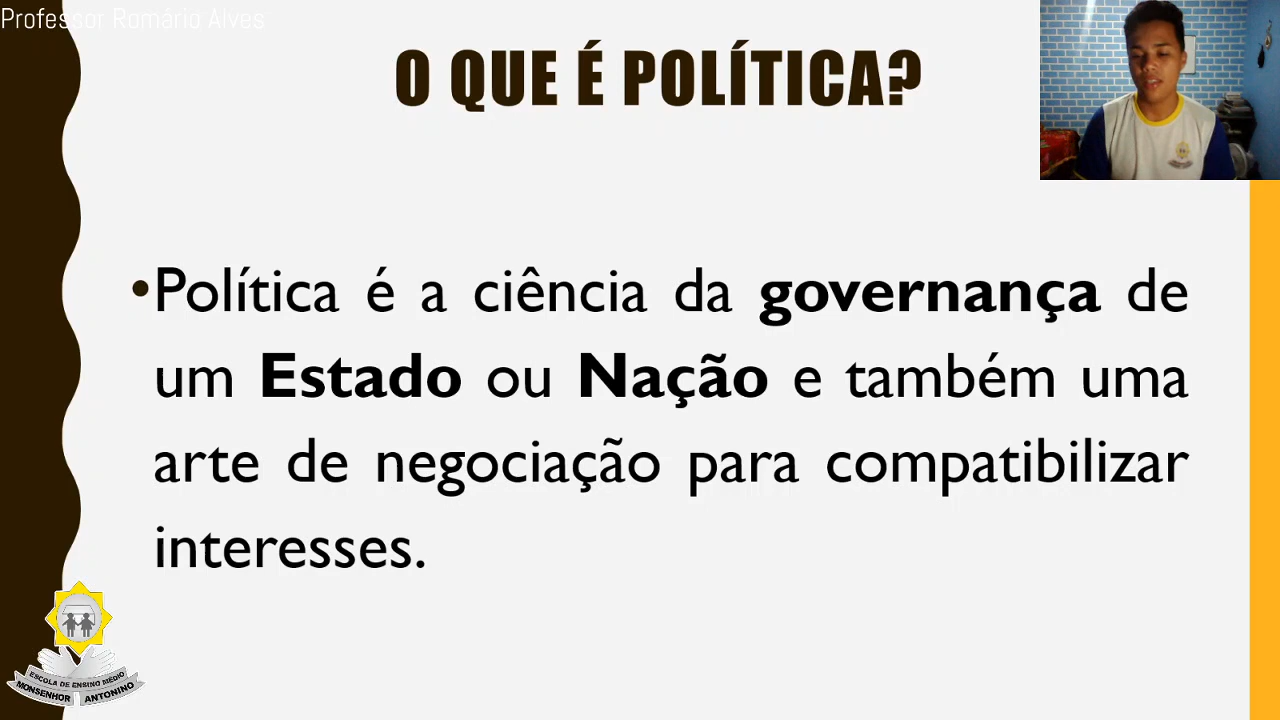 Professor Romário Alves
O QUE É POLÍTICA?
•Política é a ciência da governança de
um Estado ou Nação e também uma
arte de negociação para compatibilizar
interesses.
ESCOLA DE ENSINO MÉDIO
MONSENHOR ANTONINO